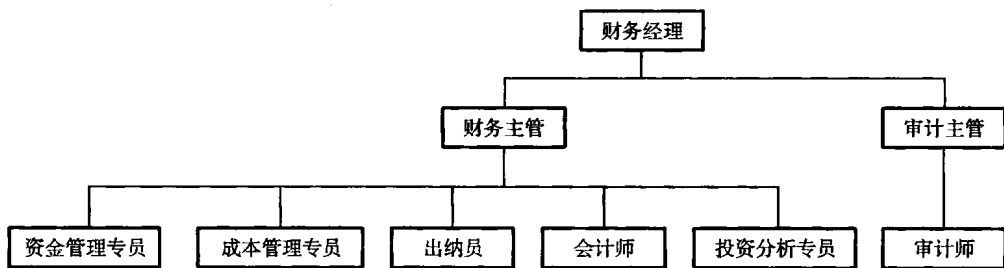 财务经理
财务主管
审计主管
资金管理专员
成本管理专员
出纳员
会计师
投资分析专员
审计师